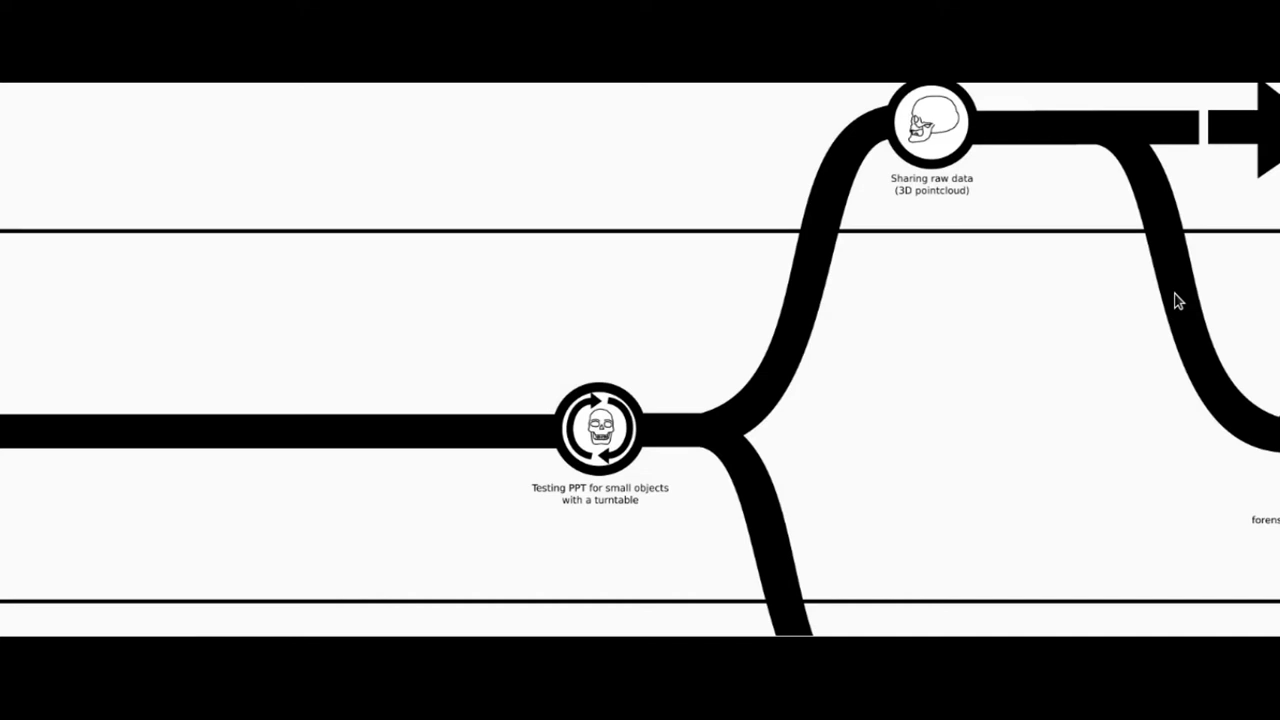 Sharing raw data
(3D pointcloud)
Testing PPT for small objects
with a turntable
forens